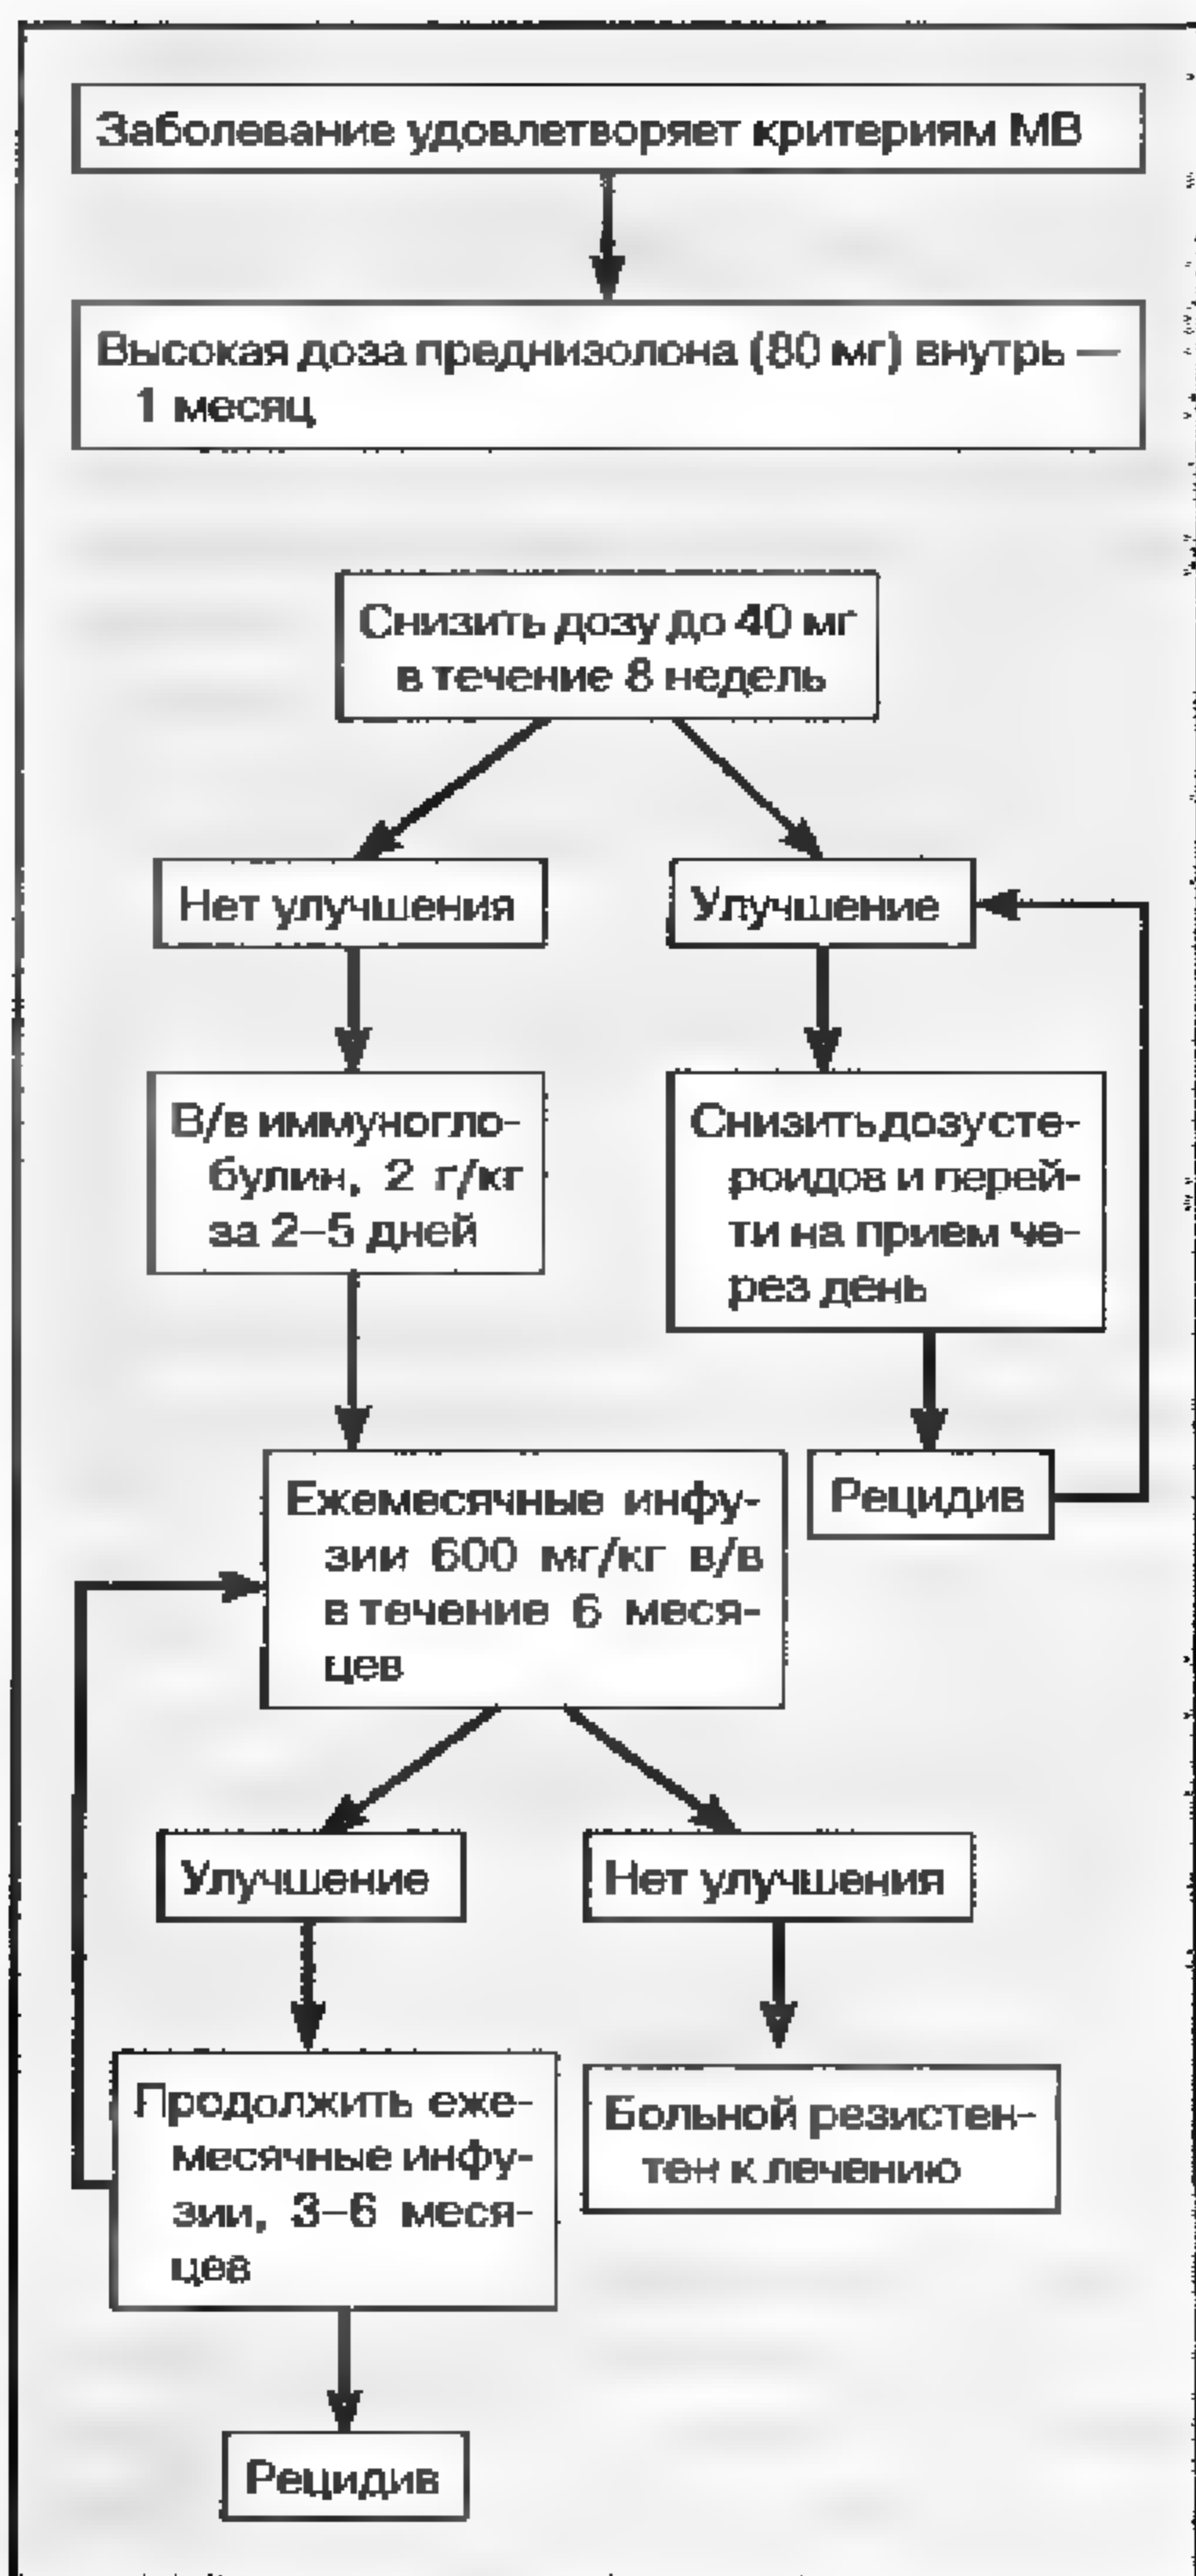 Заболевание удовлетворяет критериям МВ
Высокая доза преднизолона (80 мг) внутрь —
1 месяц
Снизить дозу до 40 мг
в течение 8 недель
Нет улучшения
Улучшение
В/в иммуногло-
булин, 2 г/кг
за 2–5 дней
Снизить дозу сте-
роидов и перей-
ти на прием че-
рез день
Ежемесячные инфу-
зии 600 мг/кг в/в
в течение 6 меся-
цев
Рецидив
Улучшение
Нет улучшения
Продолжить еже-
месячные инфу-
зии, 3–6 меся-
цев
Больной резистен-
тен к лечению
Рецидив